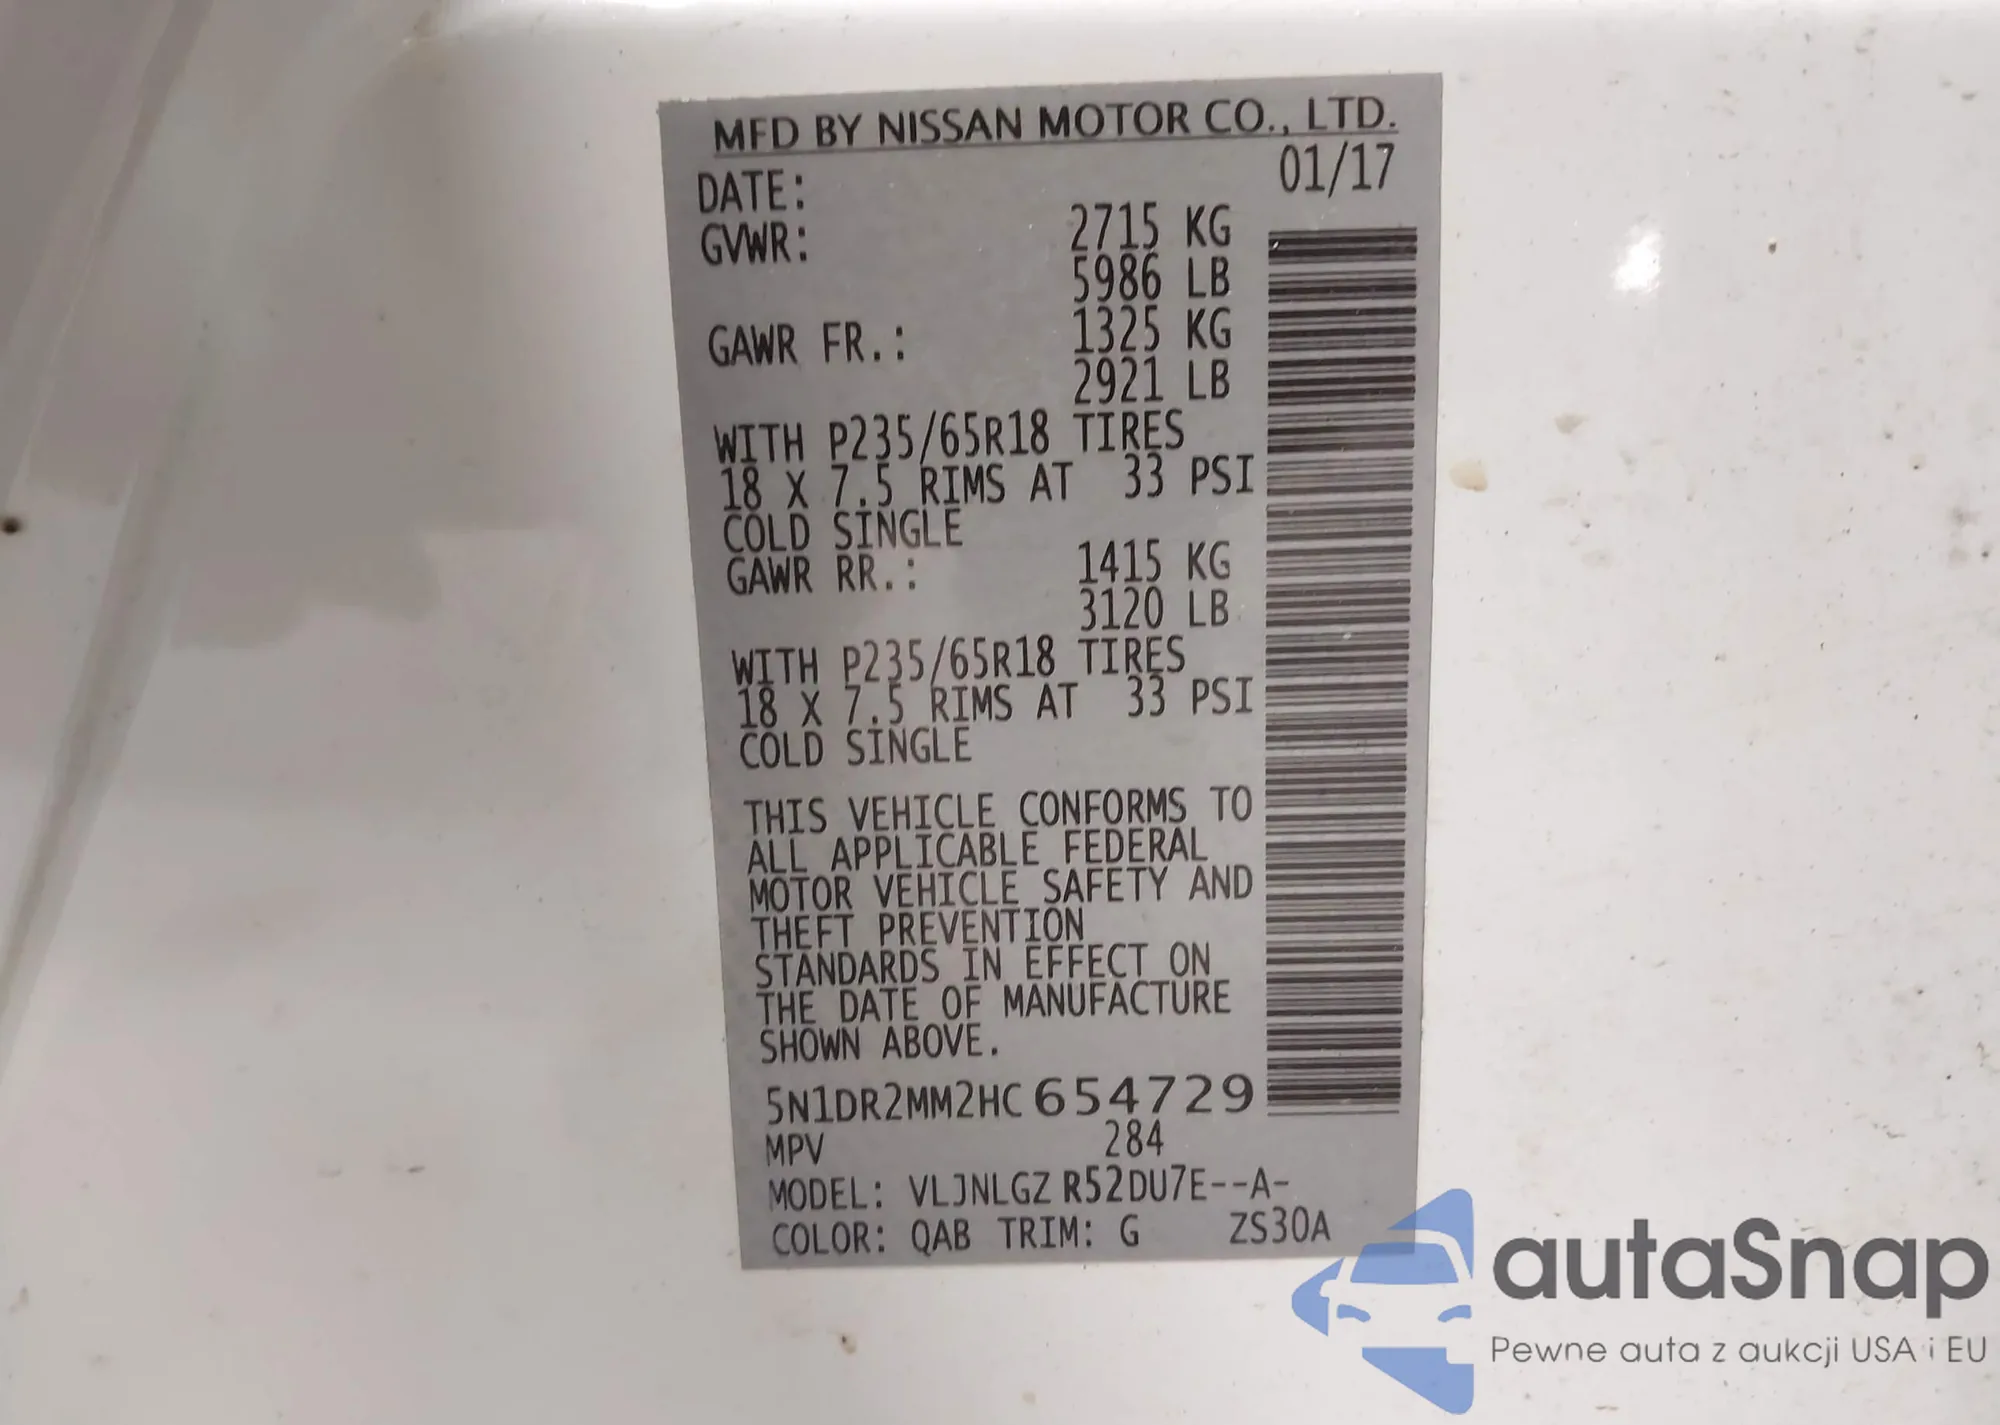 MFD BY NISSAN MOTOR CO., LTD.
DATE: 01/17
GVWR: 2715 KG
5986 LB
GAWR FR.: 1325 KG
2921 LB
WITH P235/65R18 TIRES
18 X 7.5 RIMS AT 33 PSI
COLD SINGLE
GAWR RR.: 1415 KG
3120 LB
WITH P235/65R18 TIRES
18 X 7.5 RIMS AT 33 PSI
COLD SINGLE
THIS VEHICLE CONFORMS TO
ALL APPLICABLE FEDERAL
MOTOR VEHICLE SAFETY AND
THEFT PREVENTION
STANDARDS IN EFFECT ON
THE DATE OF MANUFACTURE
SHOWN ABOVE.
5N1DR2MM2HC654729
MPV 284
MODEL: VLJNLGZ R52DU7E--A-
COLOR: QAB TRIM: G ZS30A
autaSnap
Pewne auta z aukcji USA i EU